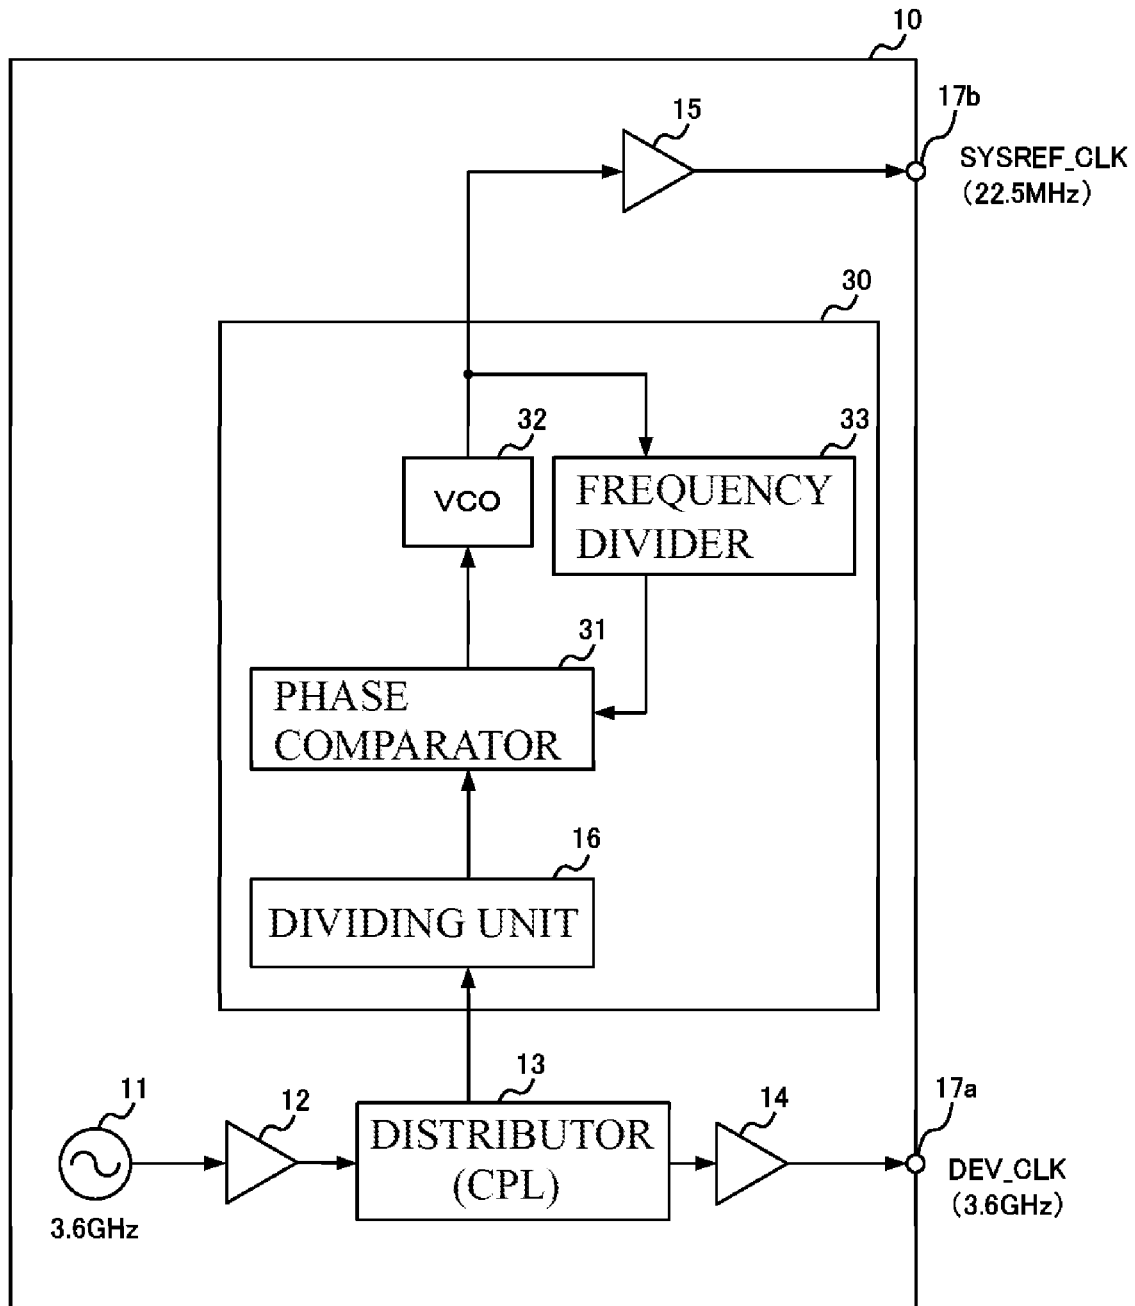 10
15
17b
SYSREF_CLK
(22.5MHz)
30
32
33
VCO
FREQUENCY
DIVIDER
31
PHASE
COMPARATOR
16
DIVIDING UNIT
11
12
13
14
17a
DISTRIBUTOR
(CPL)
DEV_CLK
(3.6GHz)
3.6GHz